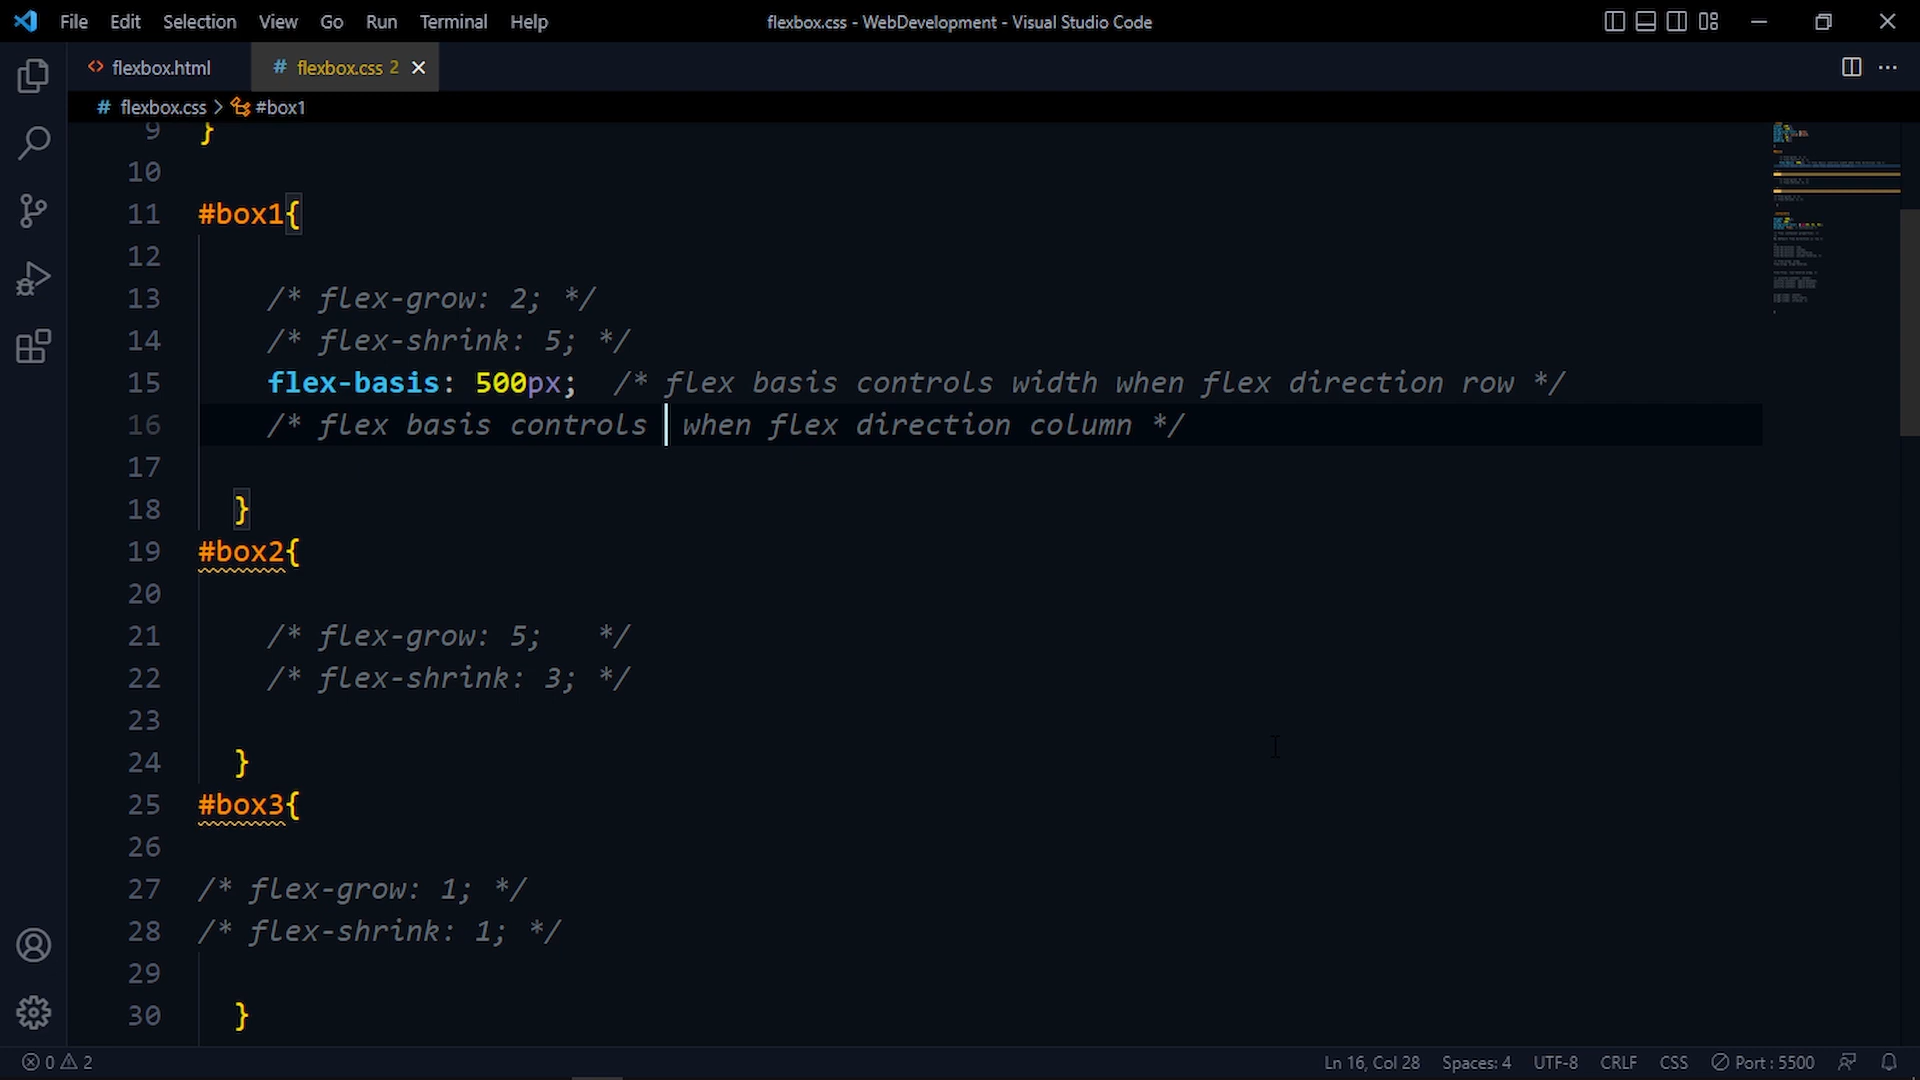 File Edit Selection View Go Run Terminal Help flexbox.css - WebDevelopment - Visual Studio Code
<> flexbox.html # flexbox.css 2
# flexbox.css > #box1
9 }
10
11 #box1{
12
13 /* flex-grow: 2; */
14 /* flex-shrink: 5; */
15 flex-basis: 500px; /* flex basis controls width when flex direction row */
16 /* flex basis controls when flex direction column */
17
18 }
19 #box2{
20
21 /* flex-grow: 5; */
22 /* flex-shrink: 3; */
23
24 }
25 #box3{
26
27 /* flex-grow: 1; */
28 /* flex-shrink: 1; */
29
30 }
0 2 Ln 16, Col 28 Spaces: 4 UTF-8 CRLF CSS Port : 5500